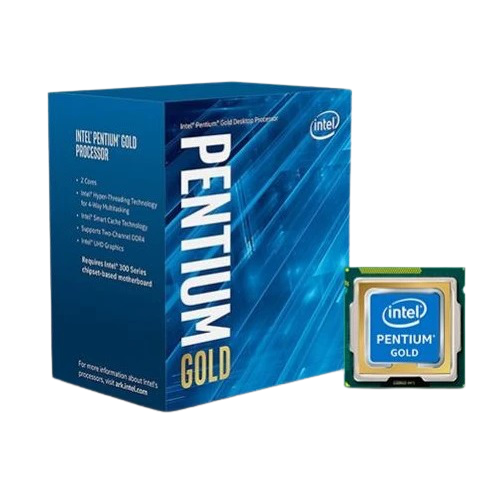 INTEL® PENTIUM® GOLD
PROCESSOR
• 2 Cores
• Intel® Hyper-Threading Technology
for 4-Way Multitasking
• Intel® Smart Cache Technology
• Supports Two-Channel DDR4
• Intel® UHD Graphics
Requires Intel® 300 Series
chipset-based motherboard
For more information about Intel's
processors, visit ark.intel.com
Intel® Pentium® Gold Desktop Processor
intel
PENTIUM
GOLD
intel
PENTIUM®
GOLD